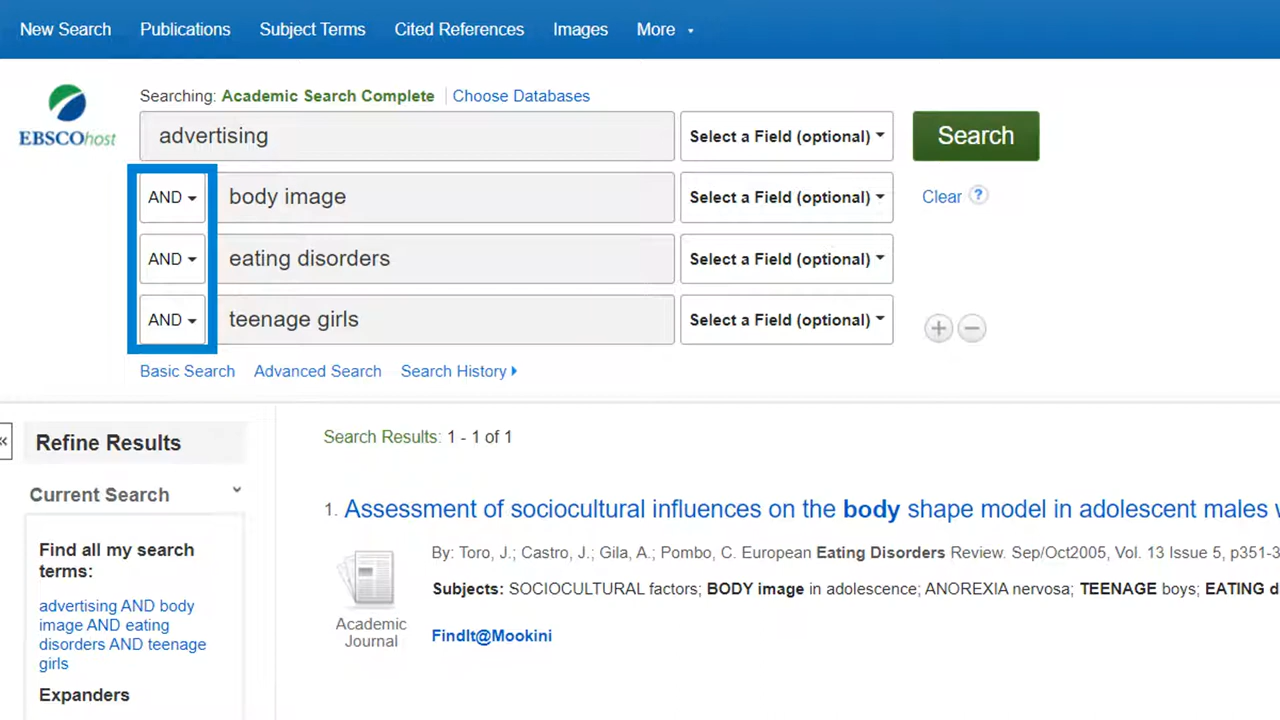 New Search Publications Subject Terms Cited References Images More
Searching: Academic Search Complete Choose Databases
EBSCOhost
advertising Select a Field (optional) Search
AND body image Select a Field (optional) Clear ?
AND eating disorders Select a Field (optional)
AND teenage girls Select a Field (optional)
Basic Search Advanced Search Search History
«
Refine Results
Current Search
Find all my search
terms:
advertising AND body
image AND eating
disorders AND teenage
girls
Expanders
Search Results: 1 - 1 of 1
1. Assessment of sociocultural influences on the body shape model in adolescent males
By: Toro, J.; Castro, J.; Gila, A.; Pombo, C. European Eating Disorders Review. Sep/Oct2005, Vol. 13 Issue 5, p351-3
Subjects: SOCIOCULTURAL factors; BODY image in adolescence; ANOREXIA nervosa; TEENAGE boys; EATING
Academic
Journal
FindIt@Mookini